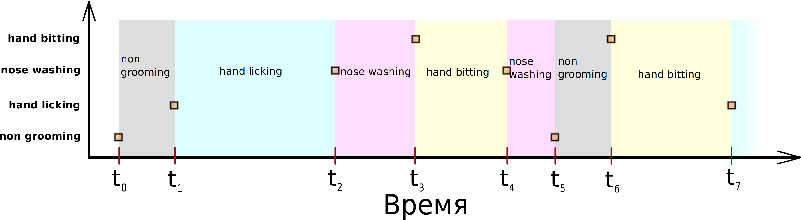 hand bitting
nose washing
hand licking
non grooming
non
grooming
hand licking
nose washing
hand bitting
nose
washing
non
grooming
hand bitting
t0 t1 t2 t3 t4 t5 t6 t7
Время